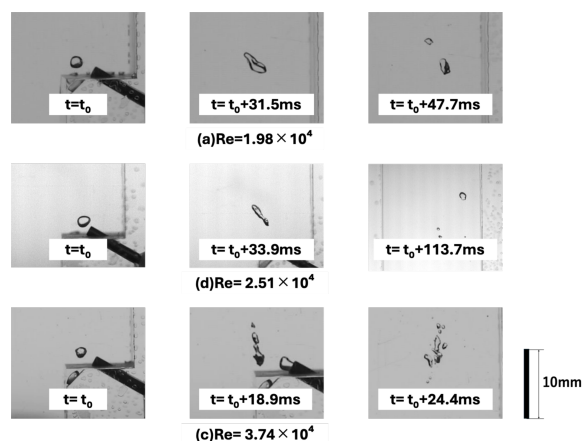 t=t₀
t= t₀+31.5ms
t= t₀+47.7ms
(a)Re=1.98×10⁴
t=t₀
t= t₀+33.9ms
t= t₀+113.7ms
(d)Re= 2.51×10⁴
t= t₀
t= t₀+18.9ms
t= t₀+24.4ms
10mm
(c)Re= 3.74×10⁴